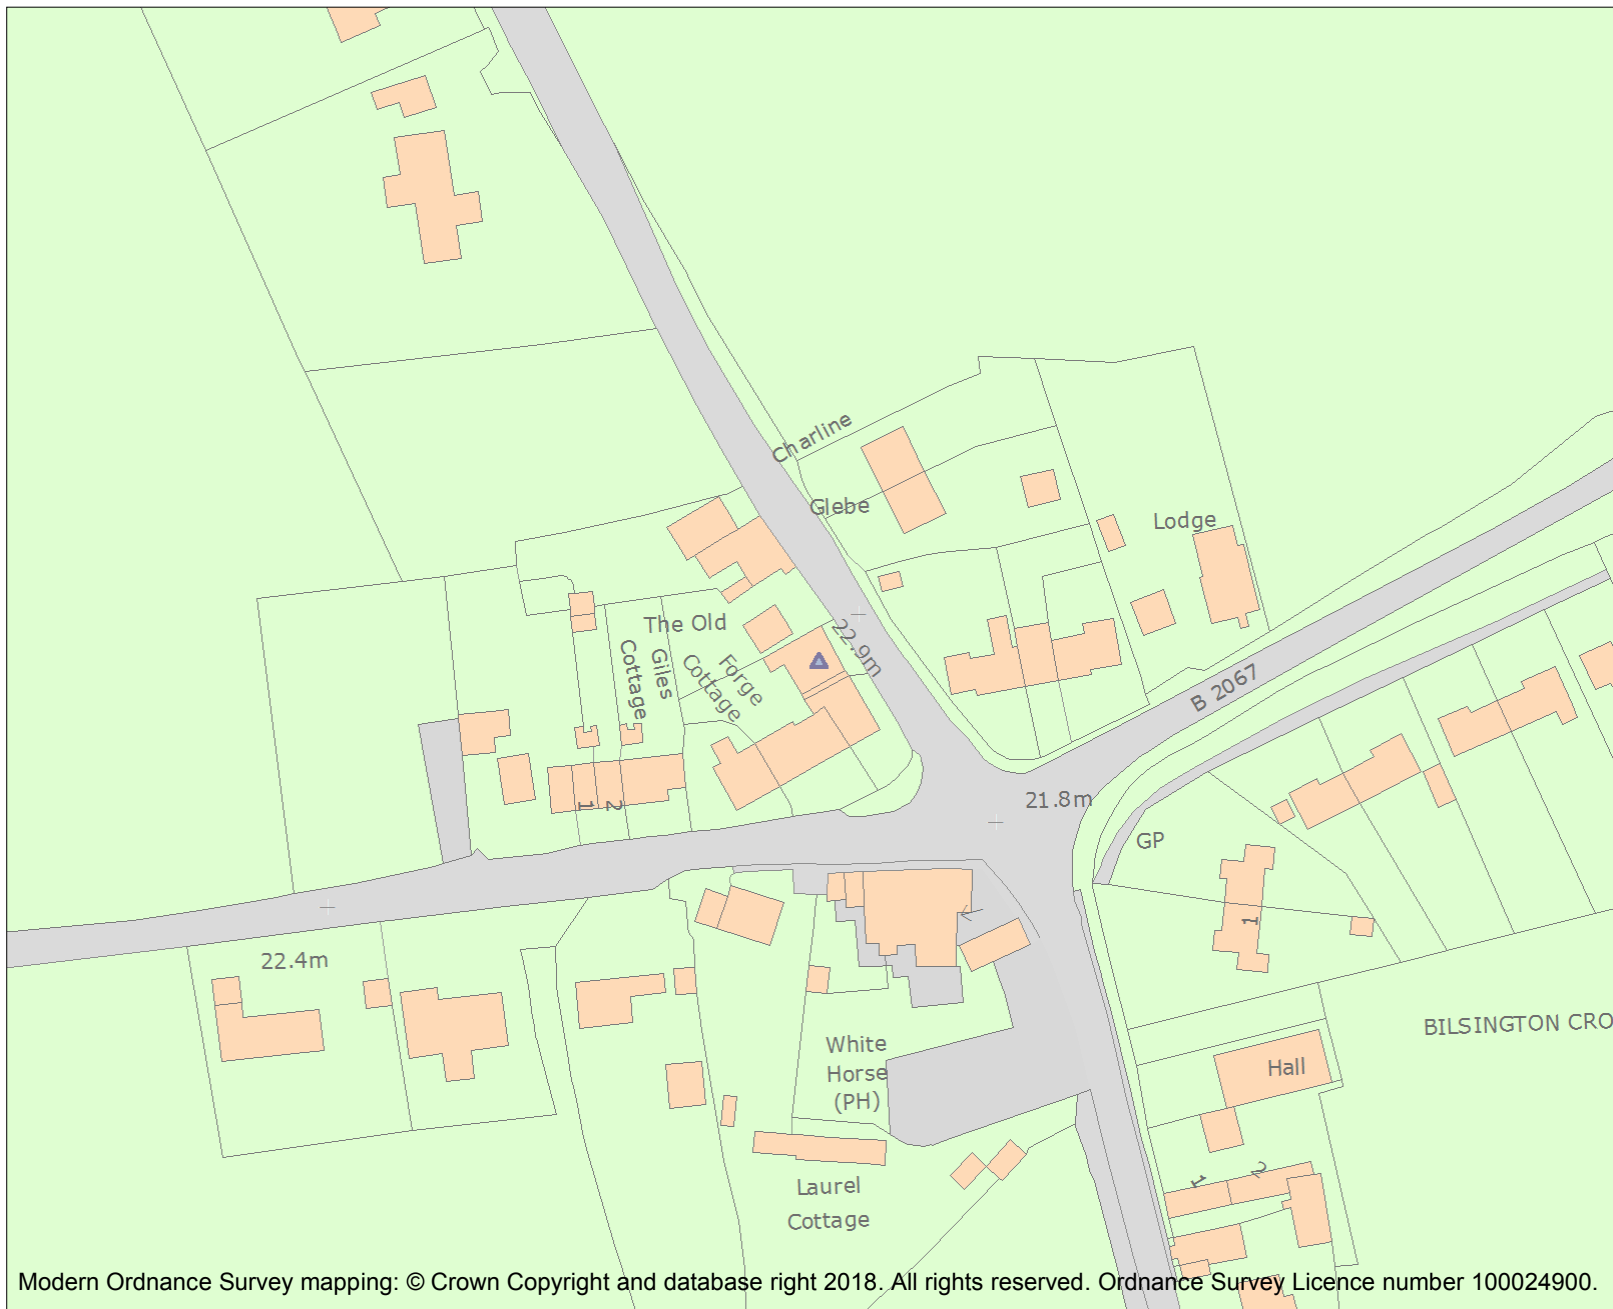 Charline
Glebe
Lodge
The Old
Forge
Cottage
Giles
Cottage
22.9m
B 2067
1
2
21.8m
GP
1
22.4m
White
Horse
(PH)
BILSINGTON CRO
Hall
1
2
Laurel
Cottage
Modern Ordnance Survey mapping: © Crown Copyright and database right 2018. All rights reserved. Ordnance Survey Licence number 100024900.